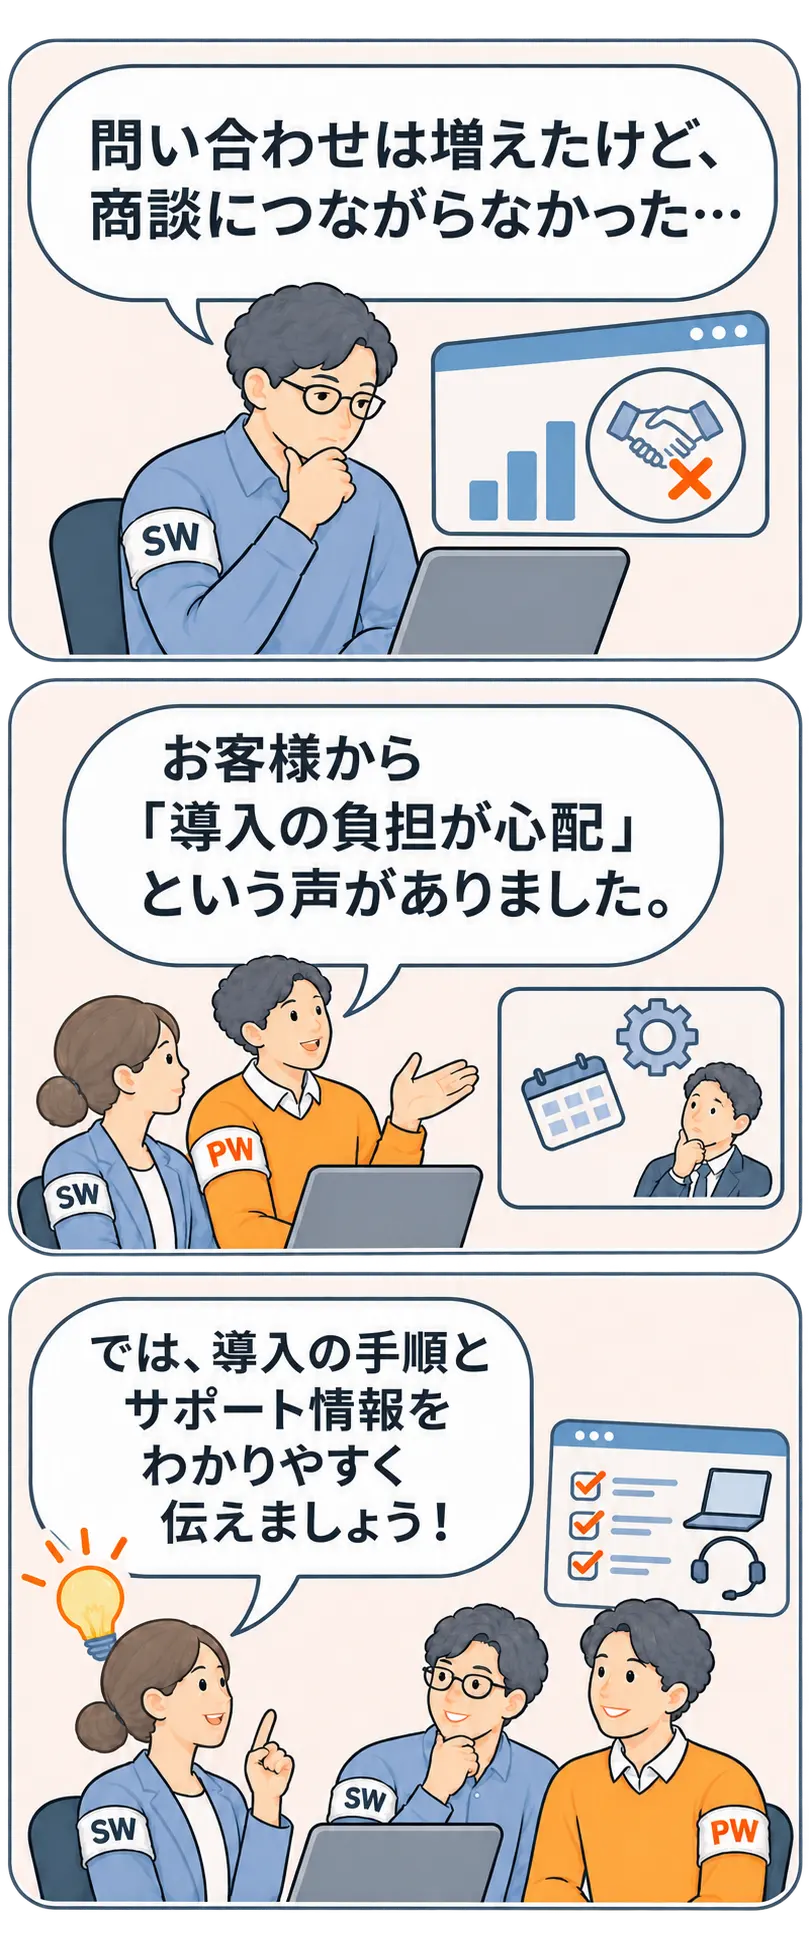 問い合わせは増えたけど、
商談につながらなかった…
SW
お客様から
「導入の負担が心配」
という声がありました。
SW
PW
では、導入の手順と
サポート情報を
わかりやすく
伝えましょう！
SW
SW
PW